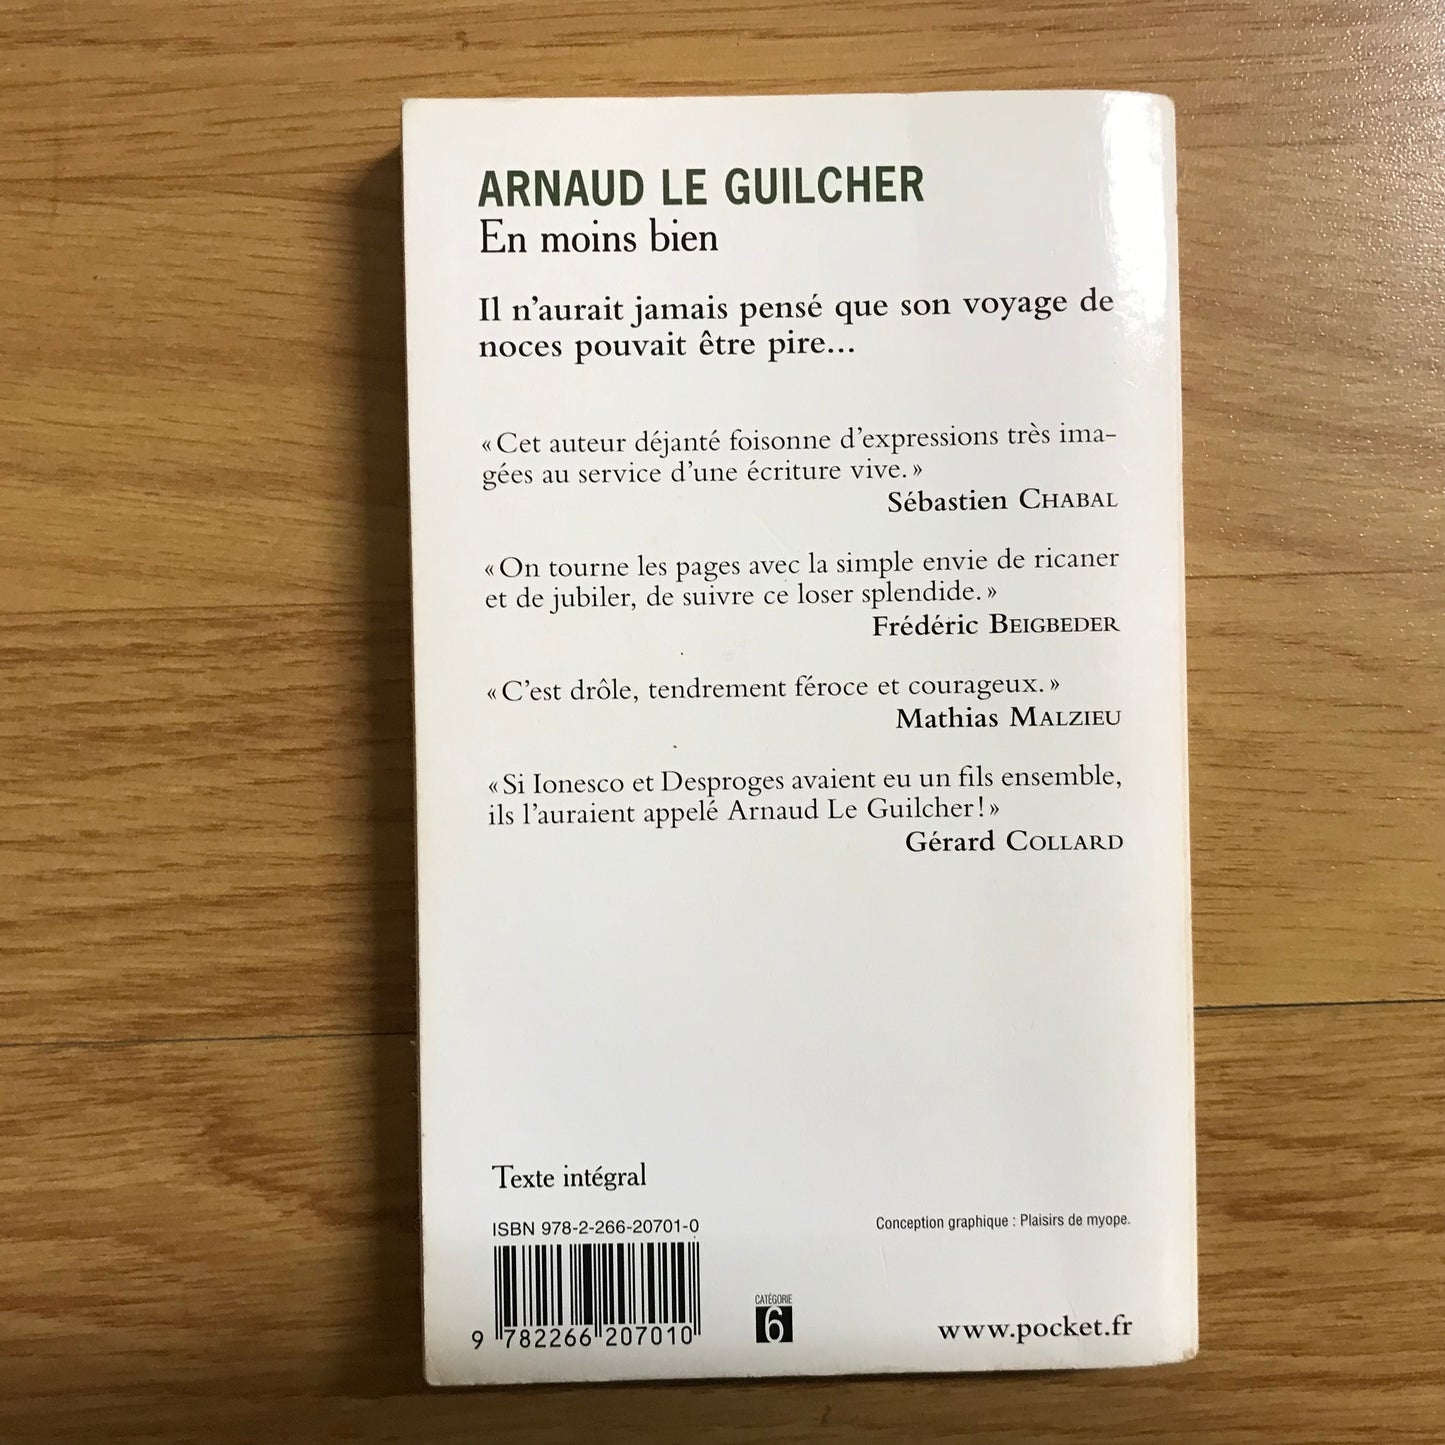 ARNAUD LE GUILCHER
En moins bien
Il n'aurait jamais pensé que son voyage de
noces pouvait être pire...
« Cet auteur déjanté foisonne d'expressions très ima-
gées au service d'une écriture vive. »
Sébastien CHABAL
« On tourne les pages avec la simple envie de ricaner
et de jubiler, de suivre ce loser splendide. »
Frédéric BEIGBEDER
« C'est drôle, tendrement féroce et courageux. »
Mathias MALZIEU
« Si Ionesco et Desproges avaient eu un fils ensemble,
ils l'auraient appelé Arnaud Le Guilcher ! »
Gérard COLLARD
Texte intégral
ISBN 978-2-266-20701-0
Conception graphique : Plaisirs de myope.
9 782266 207010
CATÉGORIE
6
www.pocket.fr